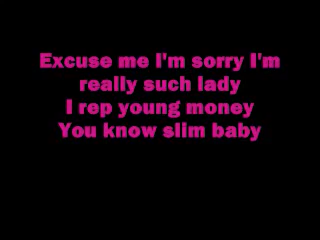 Excuse me I'm sorry I'm
really such lady
I rep young money
You know slim baby